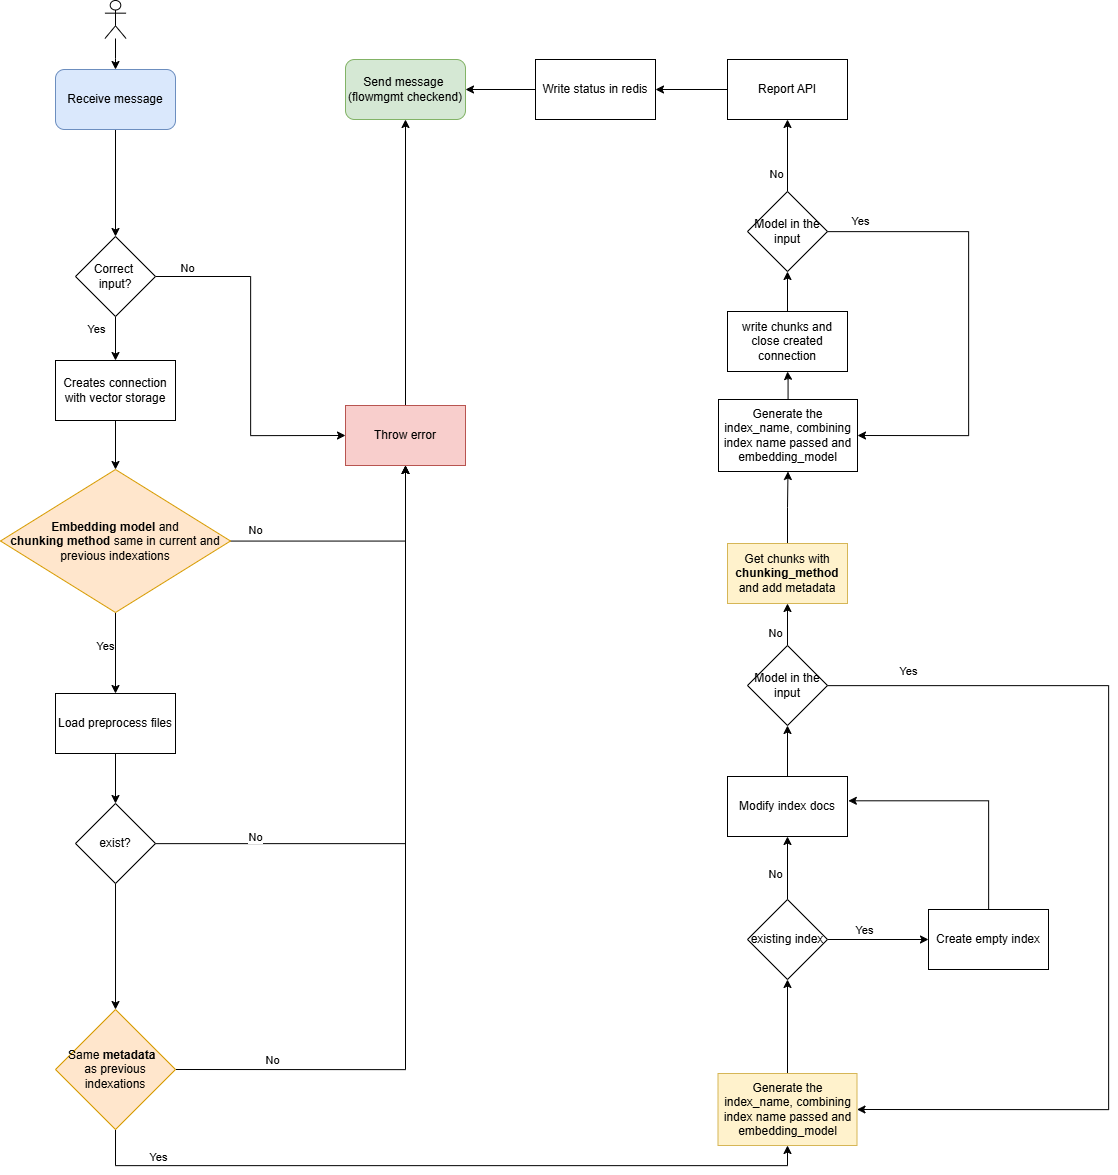 Receive message
Send message
(flowmgmt checkend)
Write status in redis
Report API
No
Model in the
input
Yes
Correct
input?
No
Yes
write chunks and
close created
connection
Creates connection
with vector storage
Generate the
index_name, combining
index name passed and
embedding_model
Throw error
Embedding model and
chunking method same in current and
previous indexations
No
Get chunks with
chunking_method
and add metadata
Yes
No
Model in the
input
Yes
Load preprocess files
Modify index docs
exist?
No
No
existing index
Yes
Create empty index
Same metadata
as previous
indexations
No
Generate the
index_name, combining
index name passed and
embedding_model
Yes